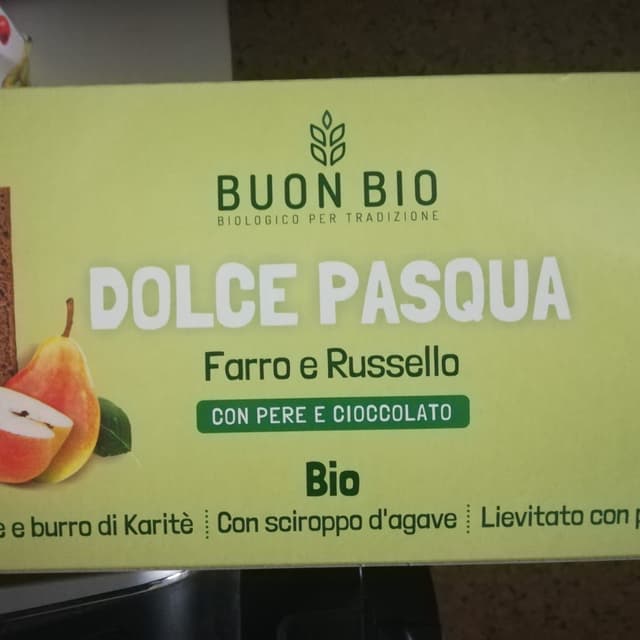 BUON BIO
BIOLOGICO PER TRADIZIONE
DOLCE PASQUA
Farro e Russello
CON PERE E CIOCCOLATO
Bio
e burro di Karitè Con sciroppo d'agave Lievitato con